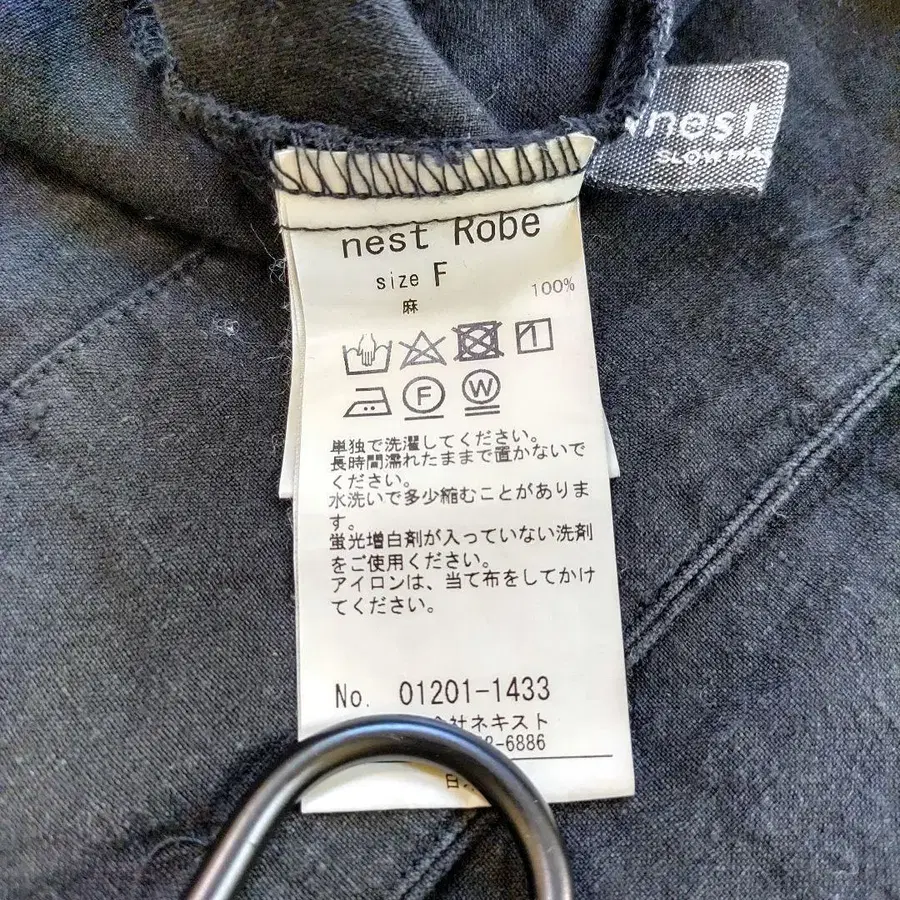 nest
SLOW
nest Robe
size F
麻 100%
F W
単独で洗濯してください。
長時間濡れたままで置かないで
ください。
水洗いで多少縮むことがありま
す。
蛍光増白剤が入っていない洗剤
をご使用ください。
アイロンは、当て布をしてかけ
てください。
No. 01201-1433
会社ネキスト
-6886